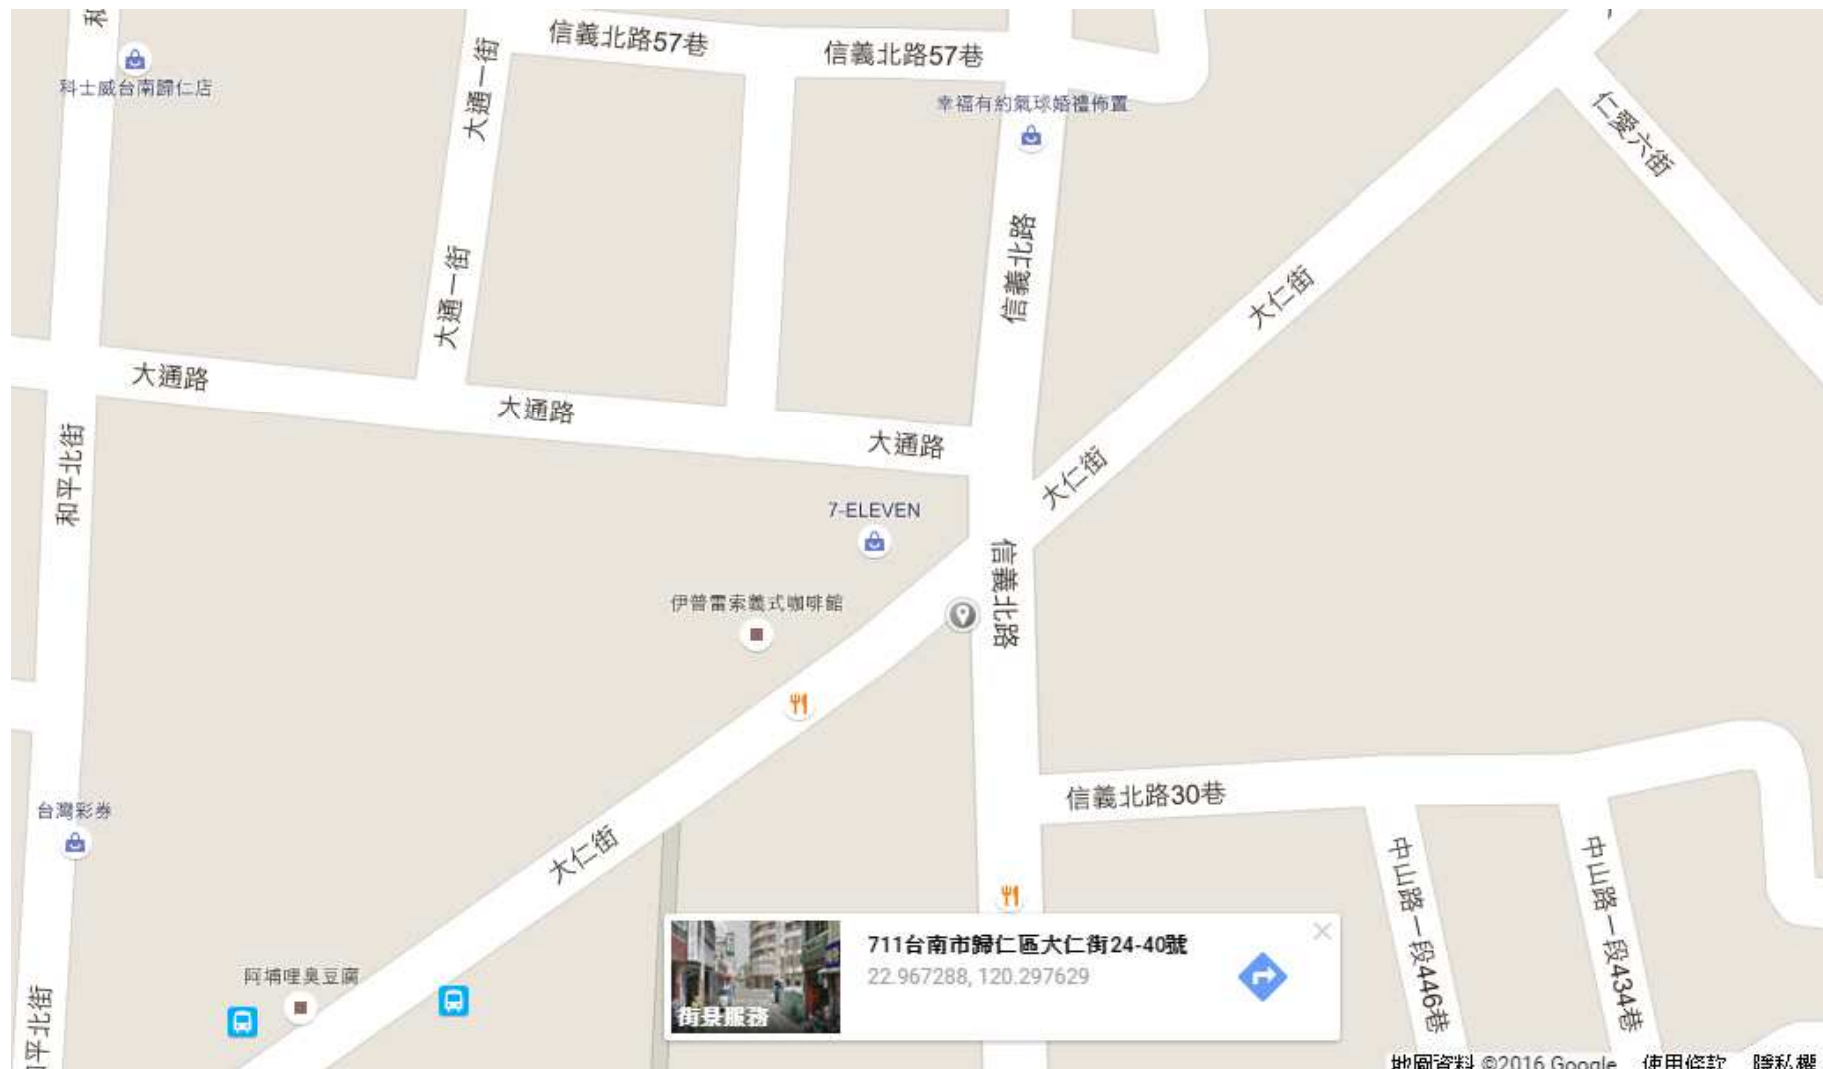 和
信義北路57巷
信義北路57巷
大通一街
科士威台南歸仁店
幸福有約氣球婚禮佈置
仁愛六街
大通一街
信義北路
大仁街
大通路
大通路
大通路
和平北街
大仁街
7-ELEVEN
信義北路
伊普雷索義式咖啡館
信義北路30巷
台灣彩券
大仁街
中山路一段446巷
中山路一段434巷
711台南市歸仁區大仁街24-40號
22.967288, 120.297629
阿埔哩臭豆腐
街景服務
平北街
地圖資料 ©2016 Google 使用條款 隱私權